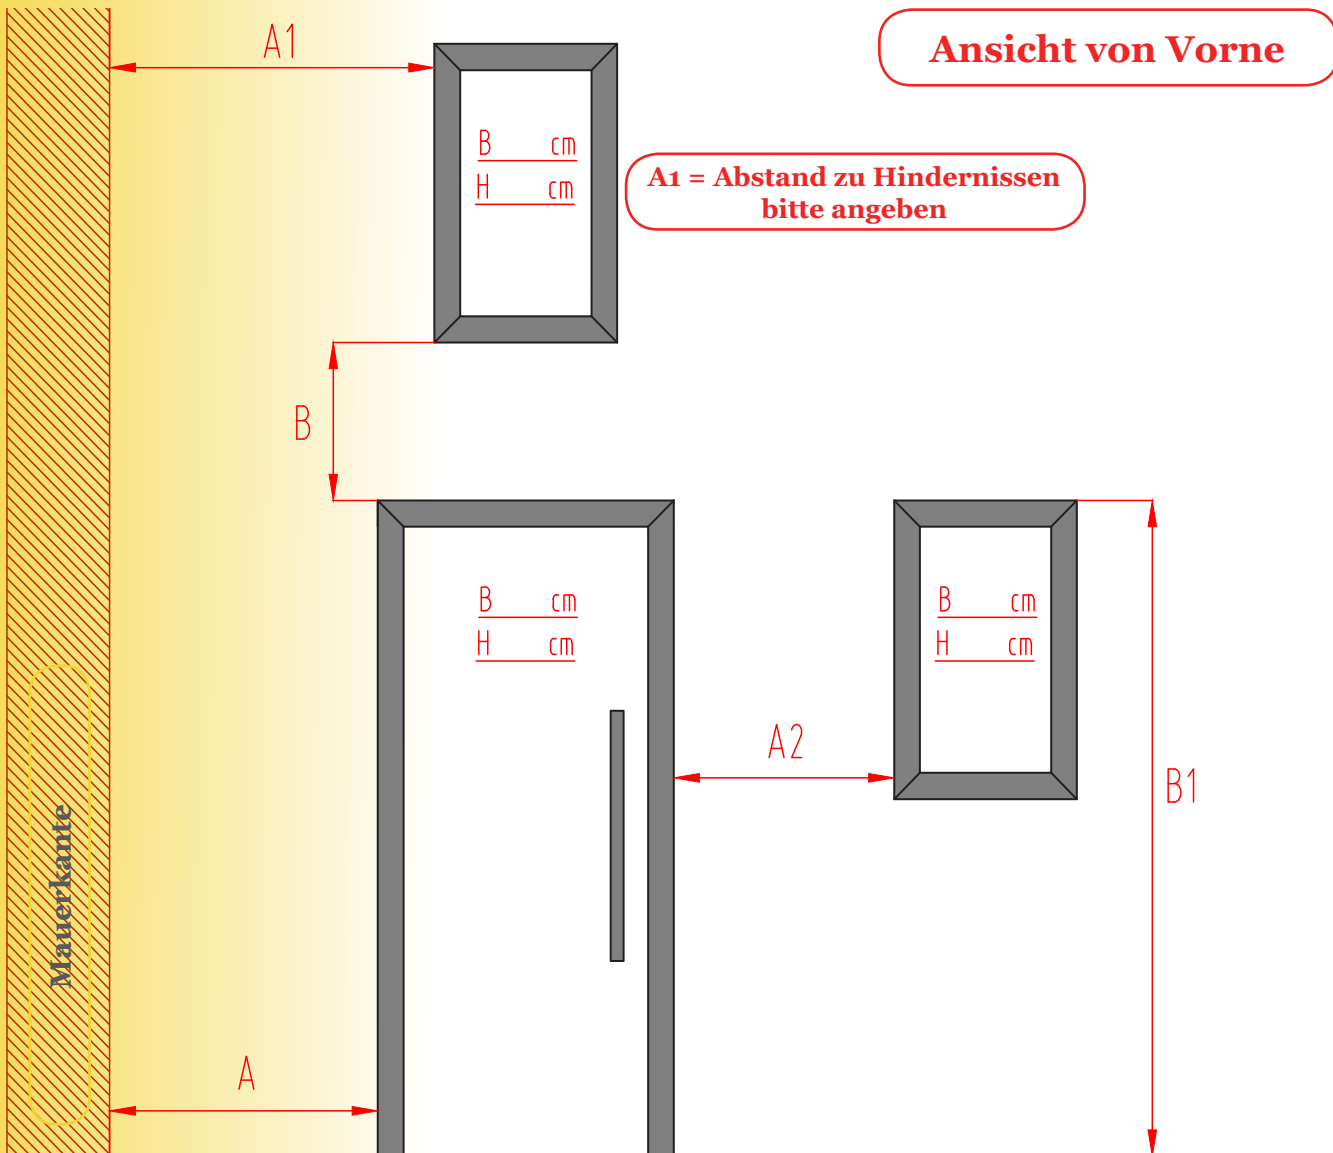 A1
Ansicht von Vorne
B cm
H cm
A1 = Abstand zu Hindernissen
bitte angeben
B
B cm
H cm
B cm
H cm
A2
B1
Mauerkante
A